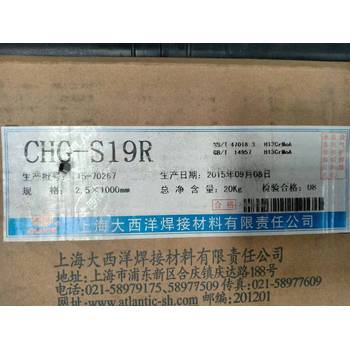 CHG-S19R
NB/T 47018.3 H13CrMoA
GB/T 14957 H13CrMoA
生产批号: 15-70267 生产日期: 2015年09月08日
规 格: 2.5×1000mm 总净含量: 20Kg 检验合格: 08
上海大西洋焊接材料有限责任公司
上海大西洋焊接材料有限责任公司
地址:上海市浦东新区合庆镇庆达路188号
电话:021-58979175、58977509 传真:021-58977609
网址:www.atlantic-sh.com 邮编:201201